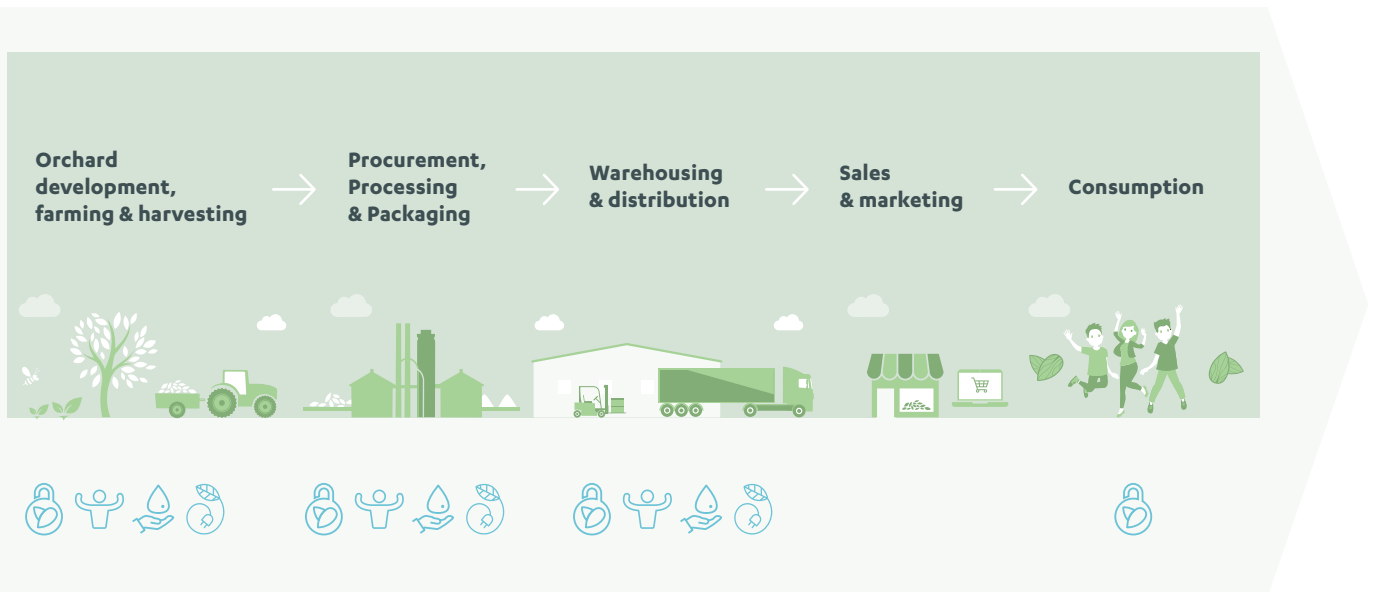 Orchard
development,
farming & harvesting
Procurement,
Processing
& Packaging
Warehousing
& distribution
Sales
& marketing
Consumption